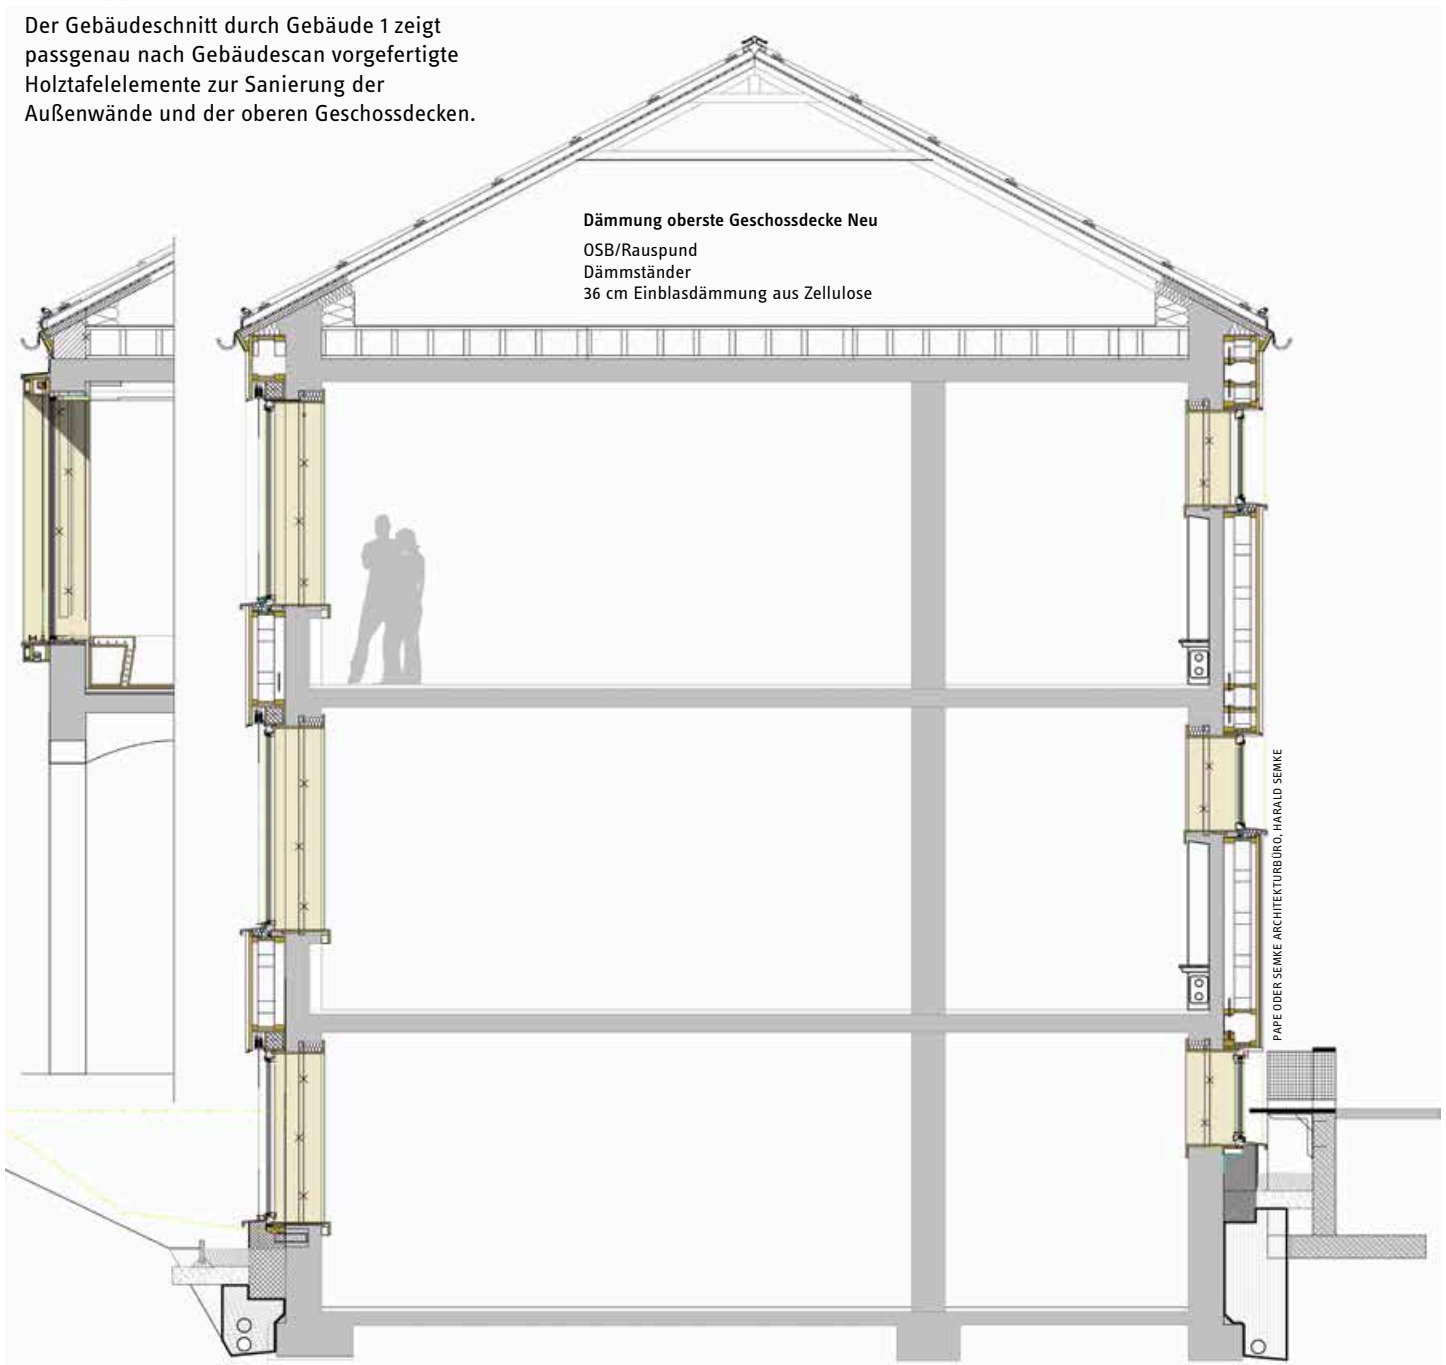 Der Gebäudeschnitt durch Gebäude 1 zeigt
passgenau nach Gebäudescan vorgefertigte
Holztafelelemente zur Sanierung der
Außenwände und der oberen Geschossdecken.
Dämmung oberste Geschossdecke Neu
OSB/Rauspund
Dämmständer
36 cm Einblasdämmung aus Zellulose
PAPE ODER SEMKE ARCHITEKTURBÜRO, HARALD SEMKE